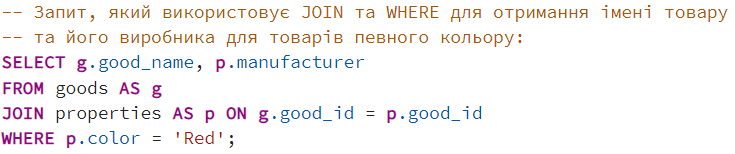 -- Запит, який використовує JOIN та WHERE для отримання імені товару
-- та його виробника для товарів певного кольору:
SELECT g.good_name, p.manufacturer
FROM goods AS g
JOIN properties AS p ON g.good_id = p.good_id
WHERE p.color = 'Red';